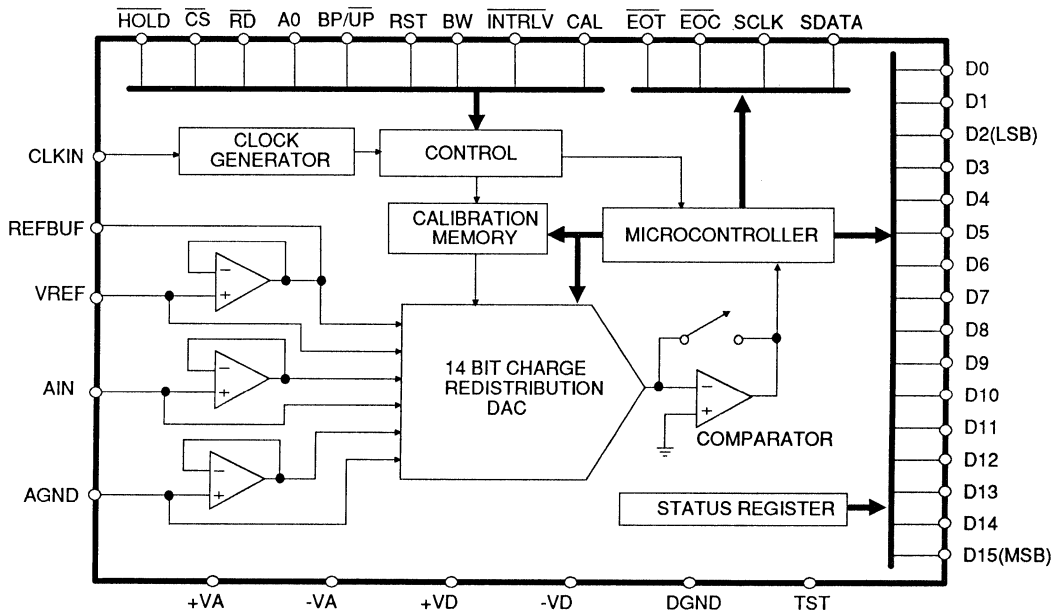 HOLD CS RD A0 BP/UP RST BW INTRLV CAL EOT EOC SCLK SDATA
D0
D1
D2(LSB)
D3
D4
D5
D6
D7
D8
D9
D10
D11
D12
D13
D14
D15(MSB)
CLKIN
REFBUF
VREF
AIN
AGND
CLOCK
GENERATOR
CONTROL
CALIBRATION
MEMORY
MICROCONTROLLER
− +
− +
− +
14 BIT CHARGE
REDISTRIBUTION
DAC
− +
COMPARATOR
STATUS REGISTER
+VA -VA +VD -VD DGND TST